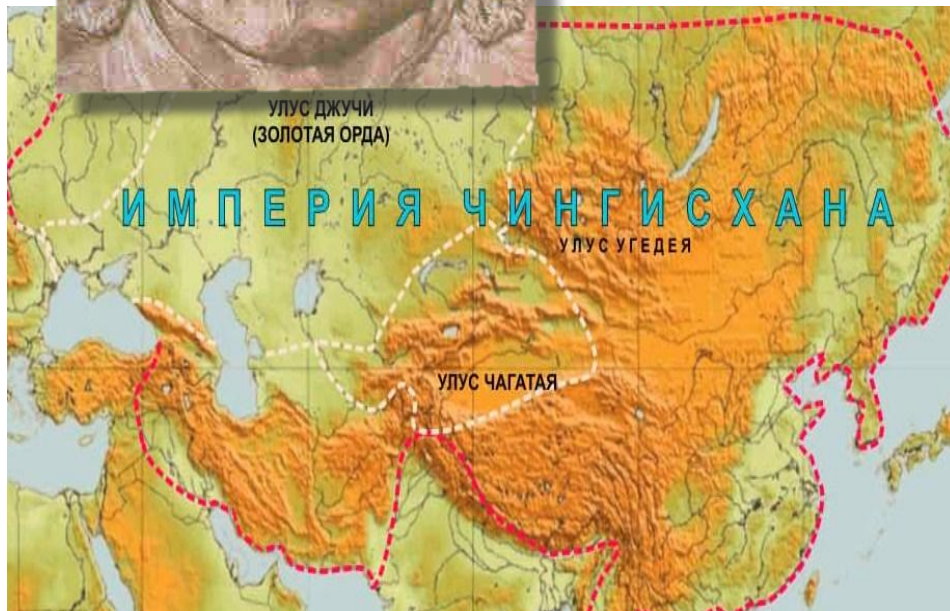 УЛУС ДЖУЧИ
(ЗОЛОТАЯ ОРДА)
ИМПЕРИЯ ЧИНГИСХАНА
УЛУС УГЕДЕЯ
УЛУС ЧАГАТАЯ